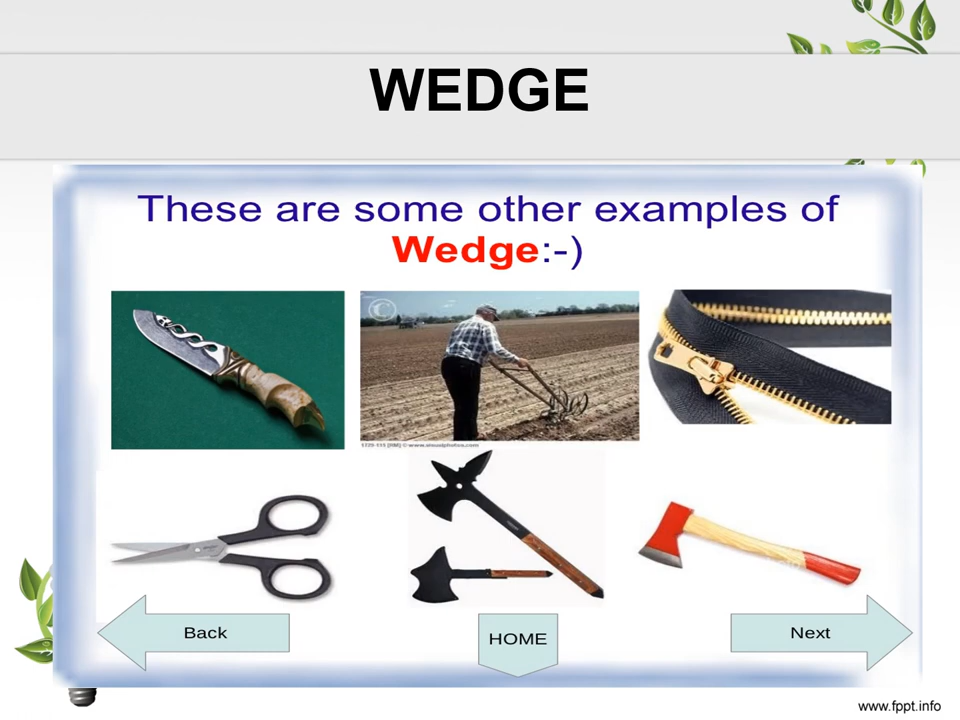 WEDGE
These are some other examples of
Wedge:-)
©
Back
HOME
Next
www.fppt.info